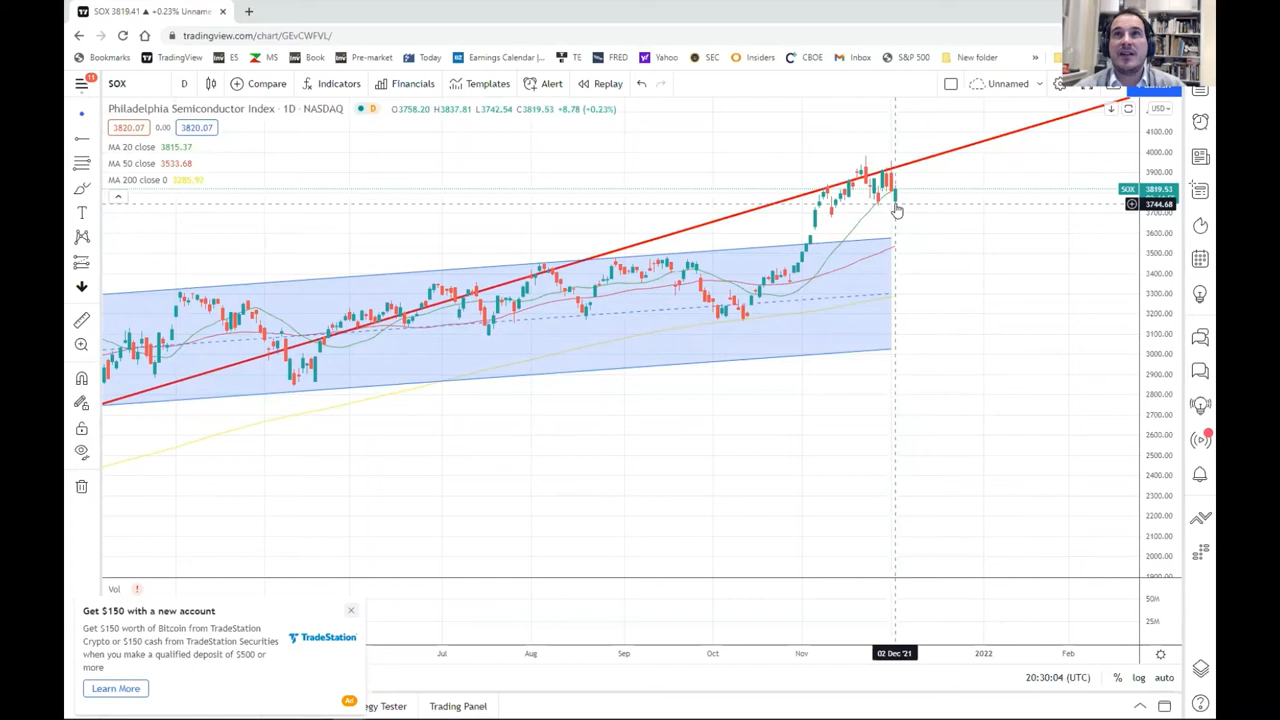 SOX 3819.41 ▲ +0.23% Unname
tradingview.com/chart/GEvCWFVL/
Bookmarks TradingView ES MS Book Pre-market Today Earnings Calendar TE FRED Yahoo SEC Insiders CBOE Inbox S&P 500 New folder »
11
SOX D Compare Indicators Financials Templates Alert Replay Unnamed
Philadelphia Semiconductor Index · 1D · NASDAQ D O3758.20 H3837.81 L3742.54 C3819.53 +8.78 (+0.23%)
USD
3820.07 0.00 3820.07
MA 20 close 3815.37
MA 50 close 3533.68
MA 200 close 0 3285.92
4100.00
4000.00
3900.00
SOX 3819.53
3744.68
3700.00
3500.00
3400.00
3300.00
3200.00
3100.00
3000.00
2900.00
2800.00
2700.00
2600.00
2500.00
2400.00
2300.00
2200.00
2100.00
2000.00
1900.00
Vol !
50M
25M
Get $150 with a new account
Get $150 worth of Bitcoin from TradeStation
Crypto or $150 cash from TradeStation Securities
when you make a qualified deposit of $500 or
more
TradeStation
Learn More
Ad
Jul Aug Sep Oct Nov 02 Dec '21 2022 Feb
20:30:04 (UTC) % log auto
egy Tester Trading Panel